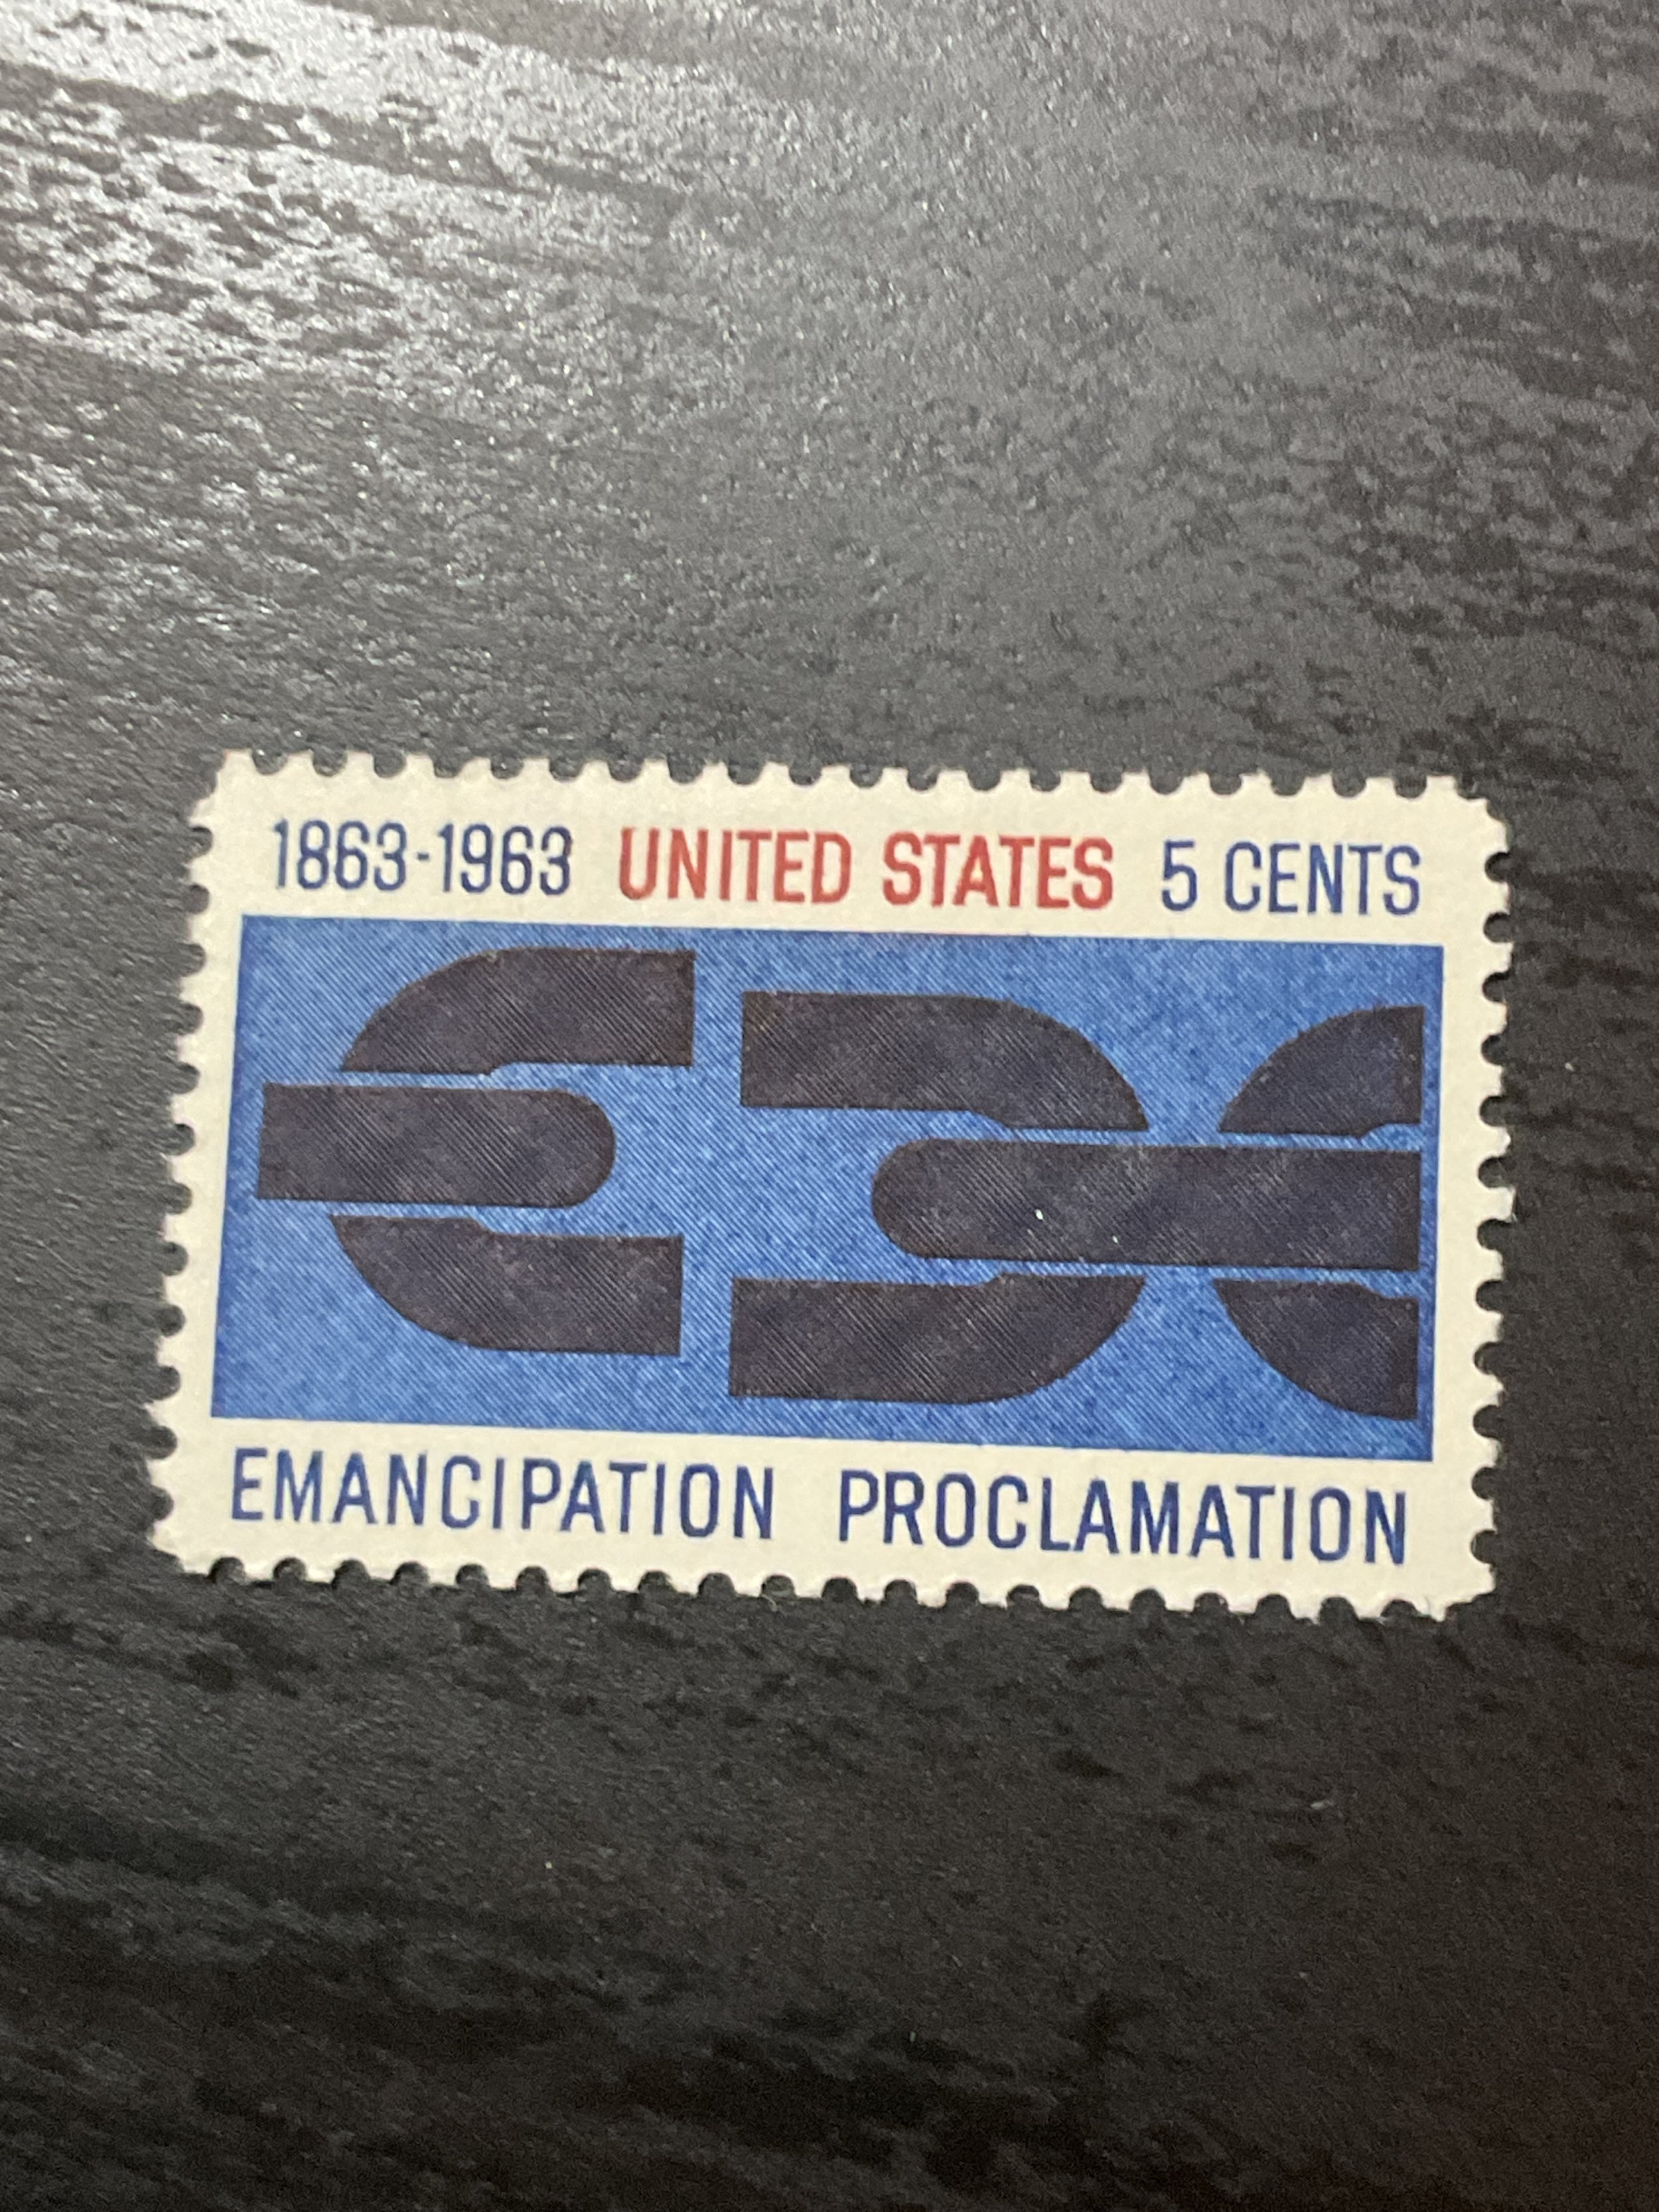 1863-1963 UNITED STATES 5 CENTS
EMANCIPATION PROCLAMATION